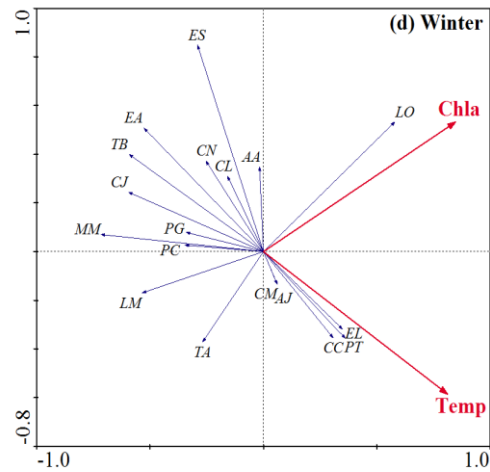 1.0
(d) Winter
ES
Chla
LO
EA
TB
CN
AA
CL
CJ
MM
PG
PC
LM
CM
AJ
TA
EL
CC
PT
Temp
-0.8
-1.0
1.0